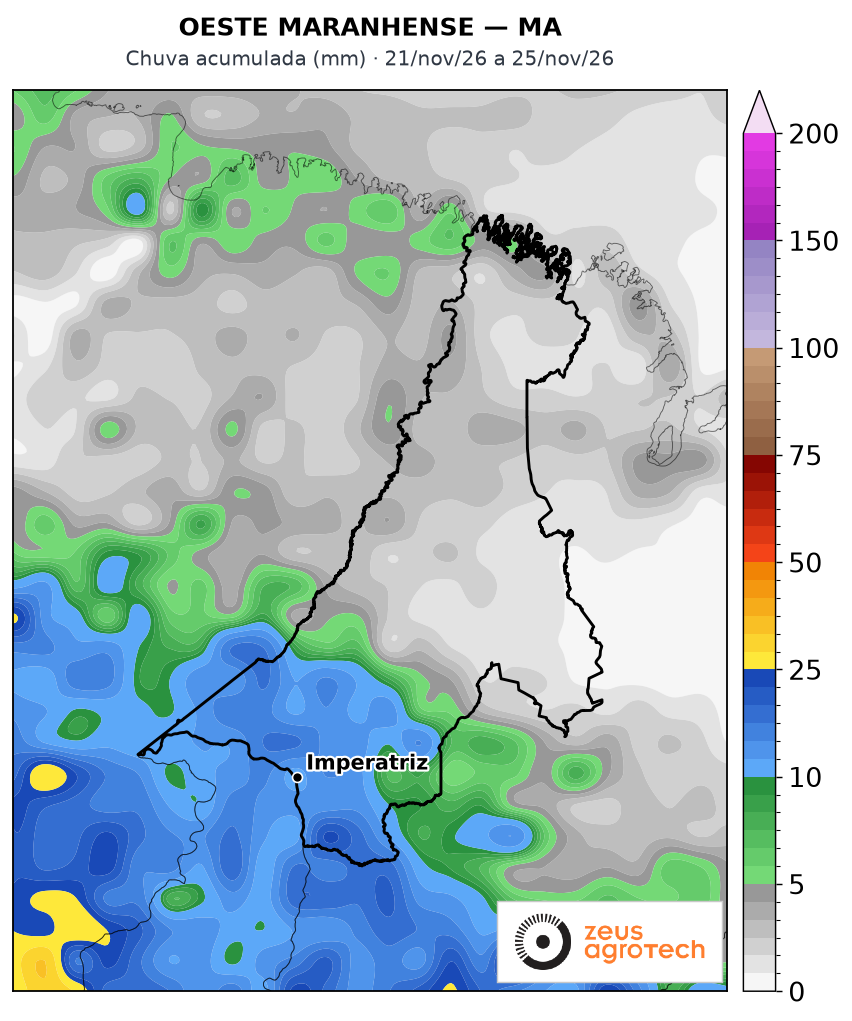 OESTE MARANHENSE — MA
Chuva acumulada (mm) · 21/nov/26 a 25/nov/26
200
150
100
75
50
25
10
5
0
Imperatriz
zeus
agrotech